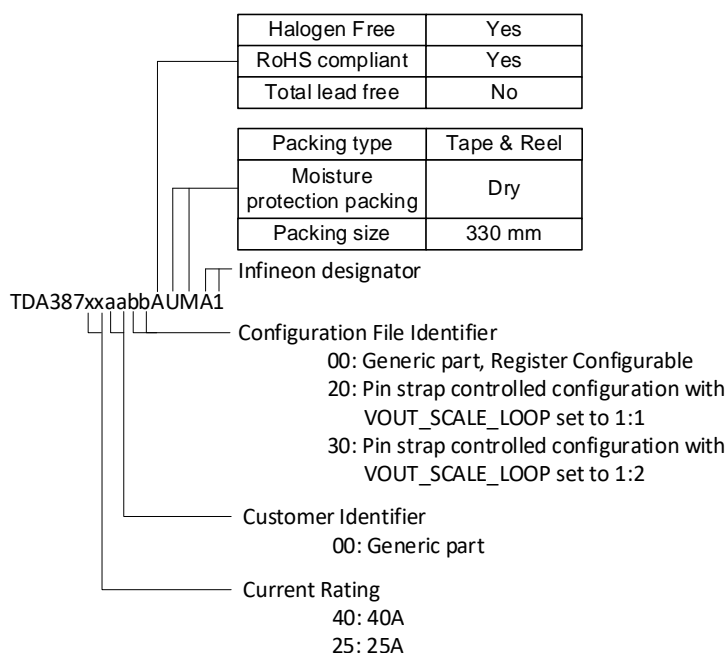 Halogen Free Yes
RoHS compliant Yes
Total lead free No
Packing type Tape & Reel
Moisture
protection packing Dry
Packing size 330 mm
Infineon designator
TDA387xxaabbAUMA1
Configuration File Identifier
00: Generic part, Register Configurable
20: Pin strap controlled configuration with
VOUT_SCALE_LOOP set to 1:1
30: Pin strap controlled configuration with
VOUT_SCALE_LOOP set to 1:2
Customer Identifier
00: Generic part
Current Rating
40: 40A
25: 25A